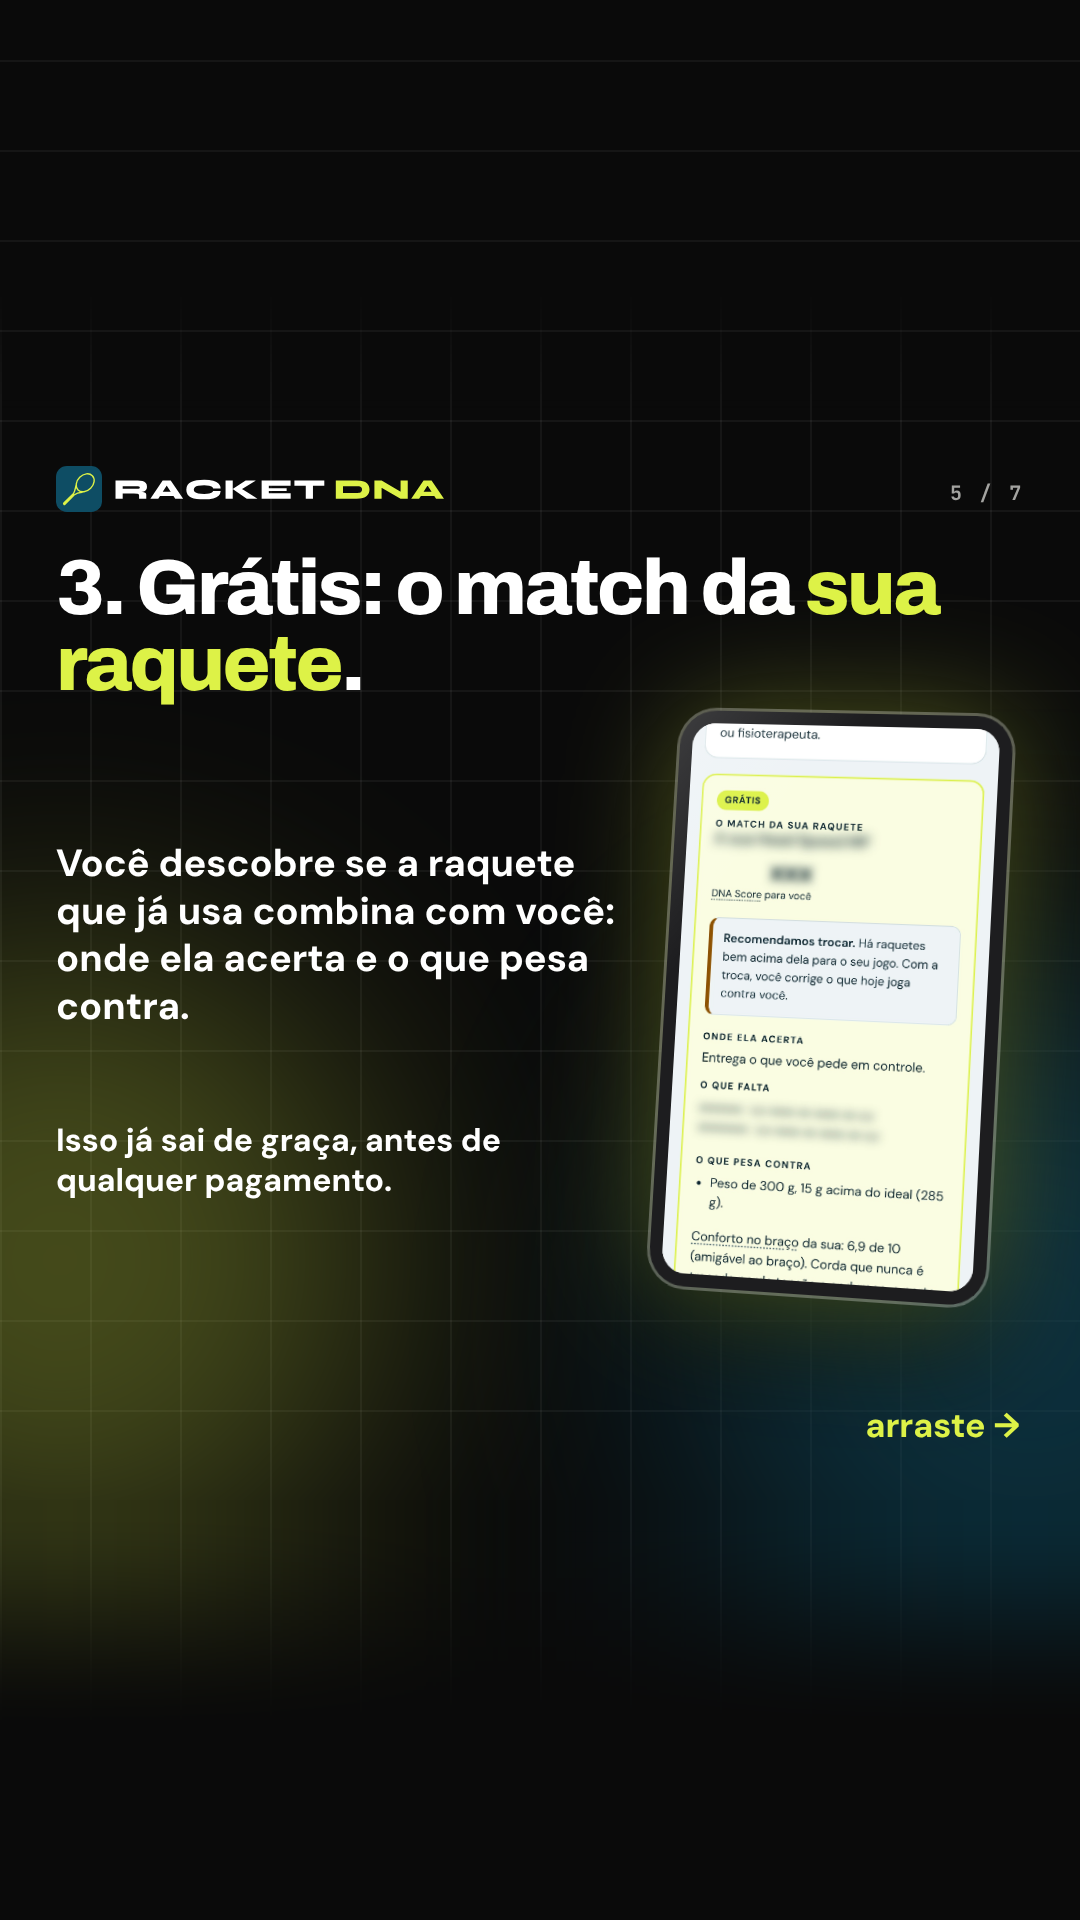 RACKET DNA
5 / 7
3. Grátis: o match da sua
raquete.
Você descobre se a raquete
que já usa combina com você:
onde ela acerta e o que pesa
contra.
Isso já sai de graça, antes de
qualquer pagamento.
ou fisioterapeuta.
GRÁTIS
O MATCH DA SUA RAQUETE
DNA Score para você
Recomendamos trocar. Há raquetes
bem acima dela para o seu jogo. Com a
troca, você corrige o que hoje joga
contra você.
ONDE ELA ACERTA
Entrega o que você pede em controle.
O QUE FALTA
O QUE PESA CONTRA
• Peso de 300 g, 15 g acima do ideal (285
g).
Conforto no braço da sua: 6,9 de 10
(amigável ao braço). Corda que nunca é
arraste →